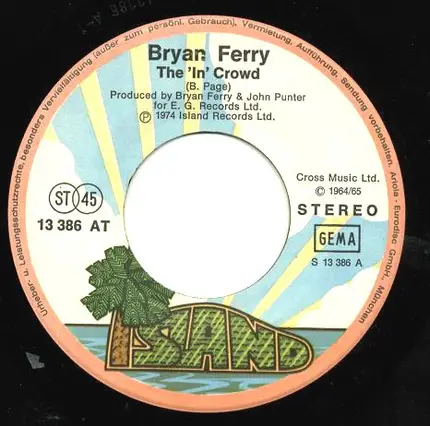 Urheber- u. Leistungsschutzrechte, besonders Vervielfältigung (außer zum persönl. Gebrauch), Vermietung, Aufführung, Sendung vorbehalten. Ariola-Eurodisc GmbH, München
Bryan Ferry
The 'In' Crowd
(B. Page)
Produced by Bryan Ferry & John Punter
for E. G. Records Ltd.
Ⓟ 1974 Island Records Ltd.
ST 45
13 386 AT
Cross Music Ltd.
© 1964/65
STEREO
GEMA
S 13 386 A
ISLAND